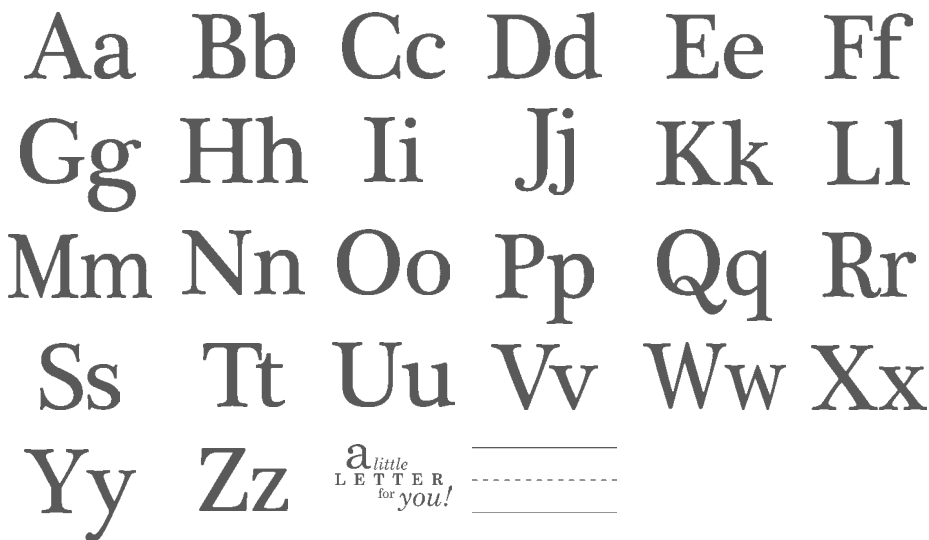 Aa Bb Cc Dd Ee Ff
Gg Hh Ii Jj Kk Ll
Mm Nn Oo Pp Qq Rr
Ss Tt Uu Vv Ww Xx
Yy Zz
a little
LETTER
for you!